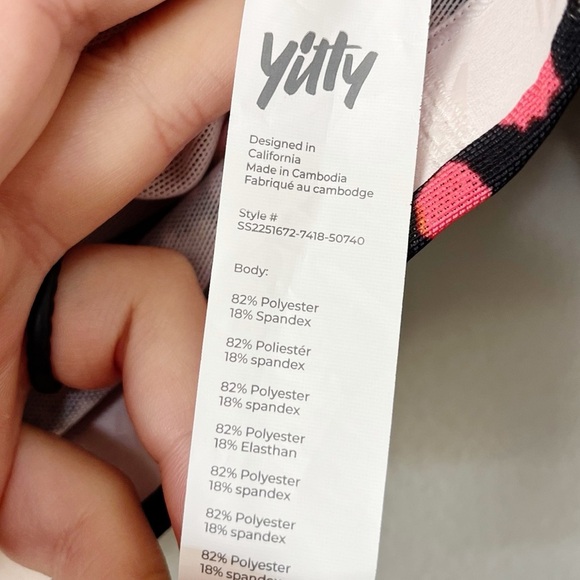 yitty
Designed in
California
Made in Cambodia
Fabriqué au cambodge
Style #
SS2251672-7418-50740
Body:
82% Polyester
18% Spandex
82% Poliestér
18% spandex
82% Polyester
18% spandex
82% Polyester
18% Elasthan
82% Polyester
18% spandex
82% Polyester
18% spandex
82% Polyester
18% spandex